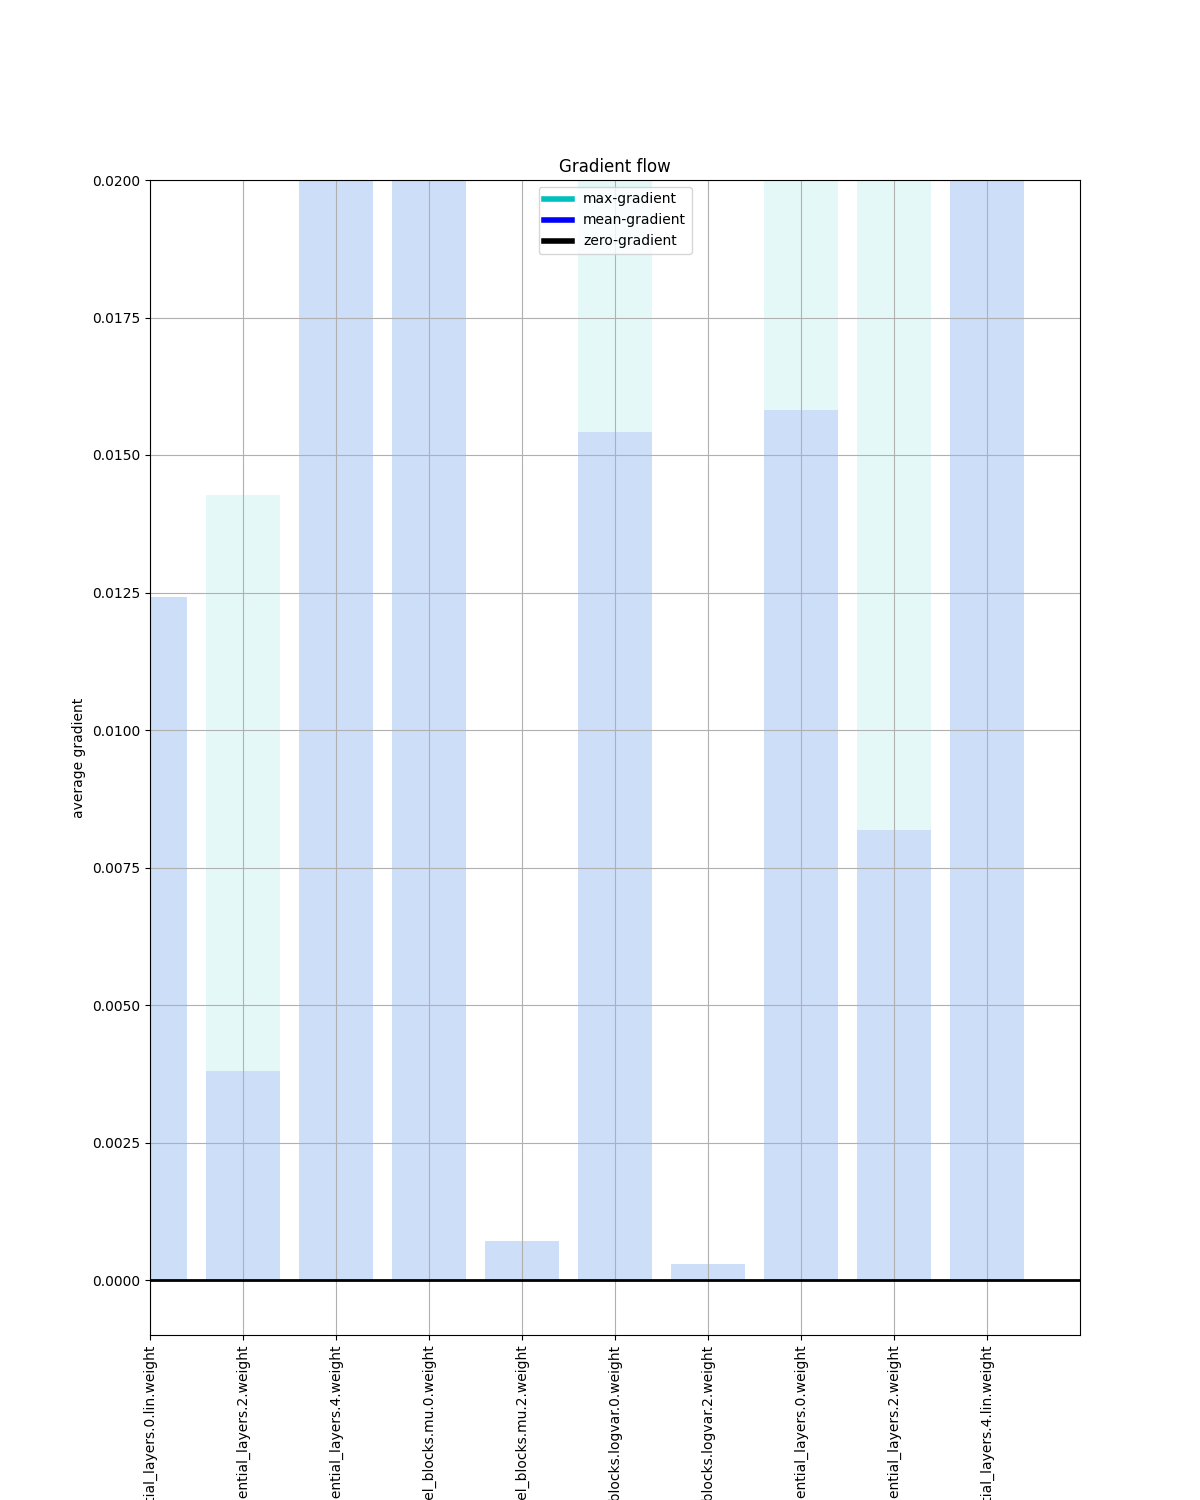 Gradient flow
max-gradient
mean-gradient
zero-gradient
0.0200
0.0175
0.0150
0.0125
0.0100
0.0075
0.0050
0.0025
0.0000
average gradient
tial_layers.0.lin.weight
ential_layers.2.weight
ential_layers.4.weight
el_blocks.mu.0.weight
el_blocks.mu.2.weight
blocks.logvar.0.weight
blocks.logvar.2.weight
ential_layers.0.weight
ential_layers.2.weight
tial_layers.4.lin.weight